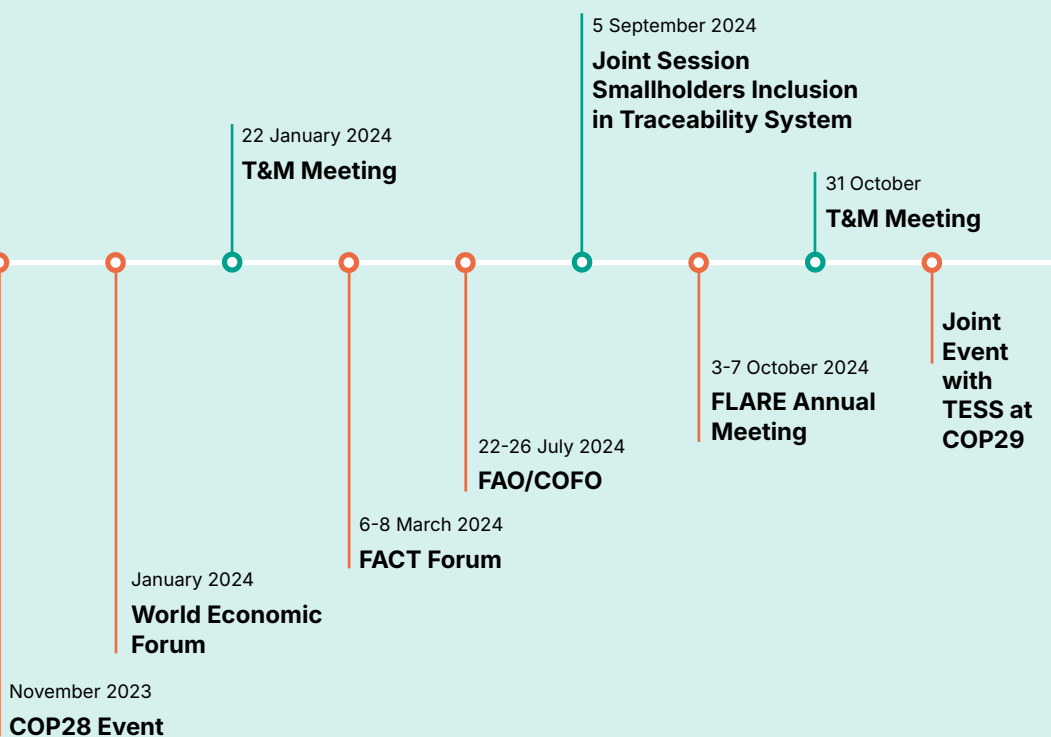 5 September 2024
Joint Session
Smallholders Inclusion
in Traceability System
22 January 2024
T&M Meeting
31 October
T&M Meeting
Joint
Event
with
TESS at
COP29
3-7 October 2024
FLARE Annual
Meeting
22-26 July 2024
FAO/COFO
6-8 March 2024
FACT Forum
January 2024
World Economic
Forum
November 2023
COP28 Event